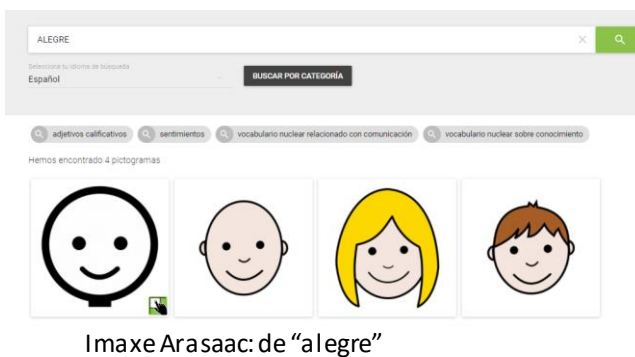 ALEGRE
Selecciona tu idioma de búsqueda
Español
BUSCAR POR CATEGORÍA
adjetivos calificativos
sentimientos
vocabulario nuclear relacionado con comunicación
vocabulario nuclear sobre conocimiento
Hemos encontrado 4 pictogramas
Imaxe Arasaac: de “alegre”